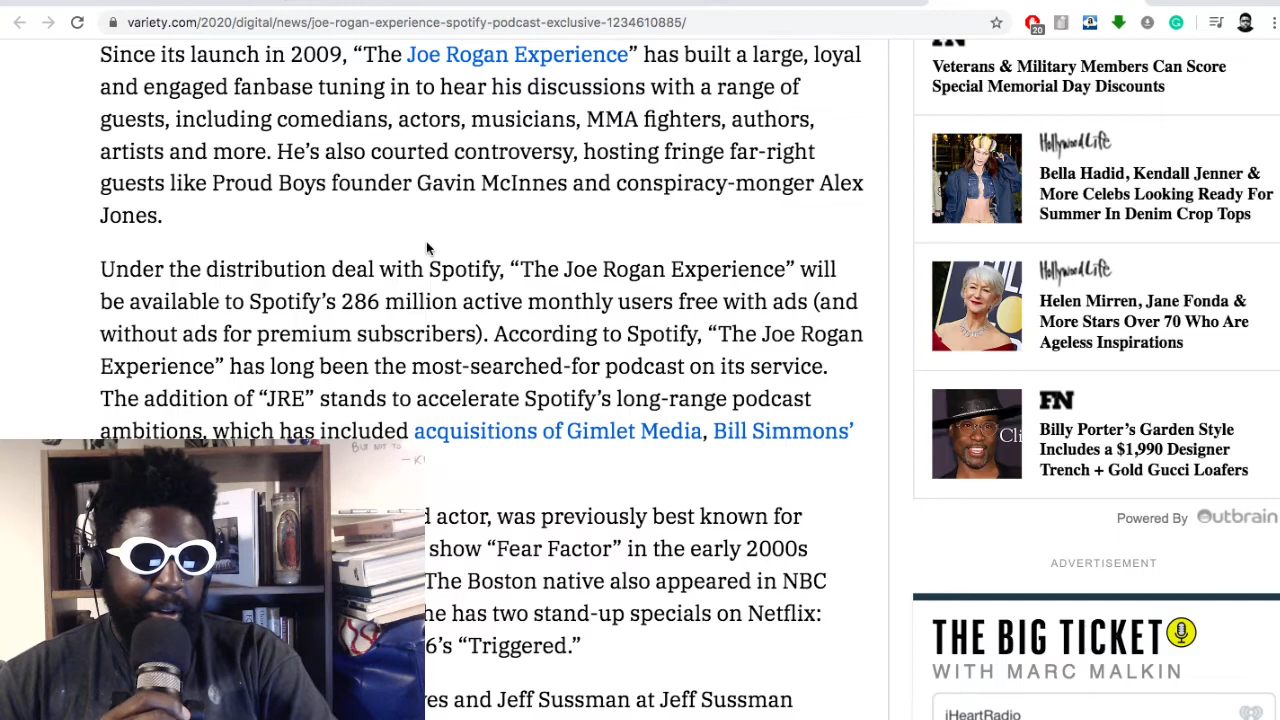 variety.com/2020/digital/news/joe-rogan-experience-spotify-podcast-exclusive-1234610885/
20
Since its launch in 2009, “The Joe Rogan Experience” has built a large, loyal
and engaged fanbase tuning in to hear his discussions with a range of
guests, including comedians, actors, musicians, MMA fighters, authors,
artists and more. He’s also courted controversy, hosting fringe far-right
guests like Proud Boys founder Gavin McInnes and conspiracy-monger Alex
Jones.
Under the distribution deal with Spotify, “The Joe Rogan Experience” will
be available to Spotify’s 286 million active monthly users free with ads (and
without ads for premium subscribers). According to Spotify, “The Joe Rogan
Experience” has long been the most-searched-for podcast on its service.
The addition of “JRE” stands to accelerate Spotify’s long-range podcast
ambitions, which has included acquisitions of Gimlet Media, Bill Simmons’
BUT NOT TO
d actor, was previously best known for
show “Fear Factor” in the early 2000s
The Boston native also appeared in NBC
he has two stand-up specials on Netflix:
6’s “Triggered.”
es and Jeff Sussman at Jeff Sussman
FN
Veterans & Military Members Can Score
Special Memorial Day Discounts
HollywoodLife
Bella Hadid, Kendall Jenner &
More Celebs Looking Ready For
Summer In Denim Crop Tops
HollywoodLife
Helen Mirren, Jane Fonda &
More Stars Over 70 Who Are
Ageless Inspirations
Cli
FN
Billy Porter’s Garden Style
Includes a $1,990 Designer
Trench + Gold Gucci Loafers
Powered By Outbrain
ADVERTISEMENT
THE BIG TICKET
WITH MARC MALKIN
iHeartRadio